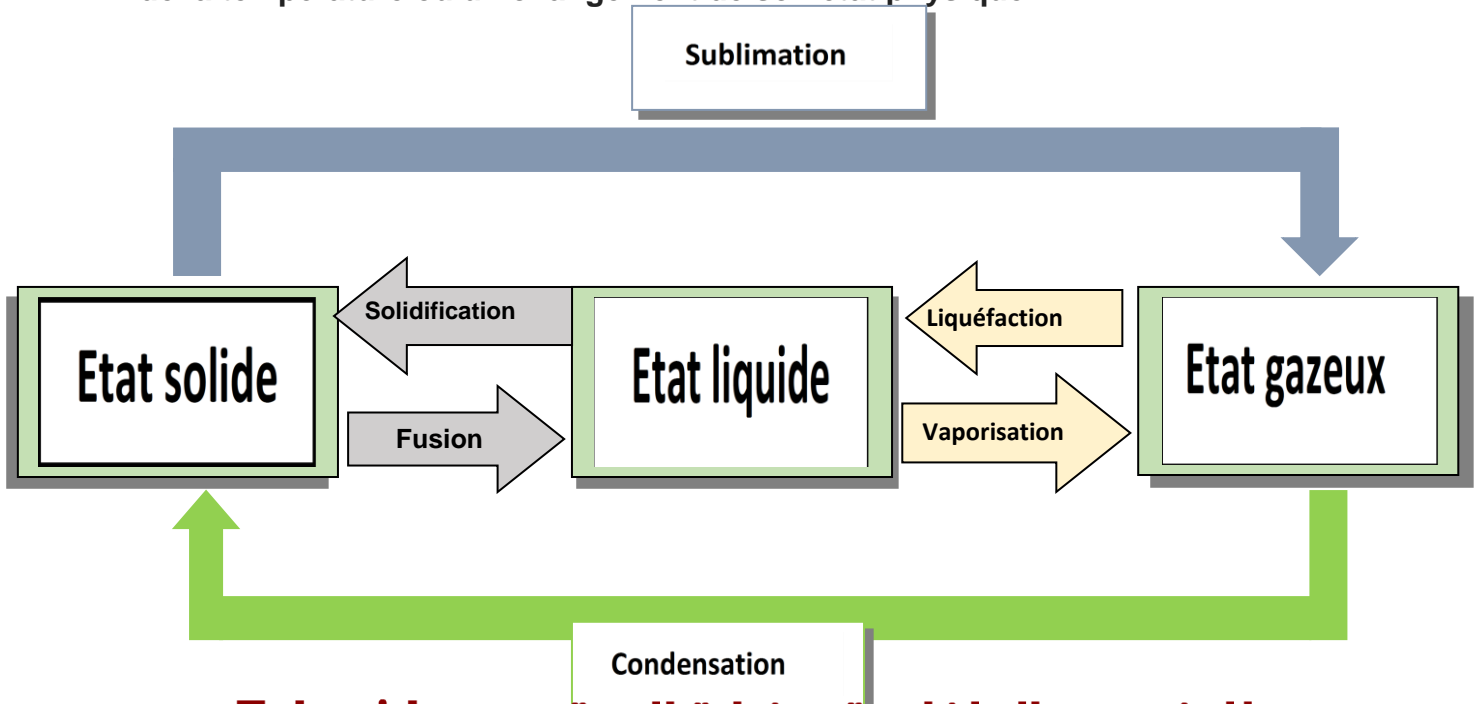 Sublimation
Solidification
Liquéfaction
Etat solide
Etat liquide
Etat gazeux
Fusion
Vaporisation
Condensation